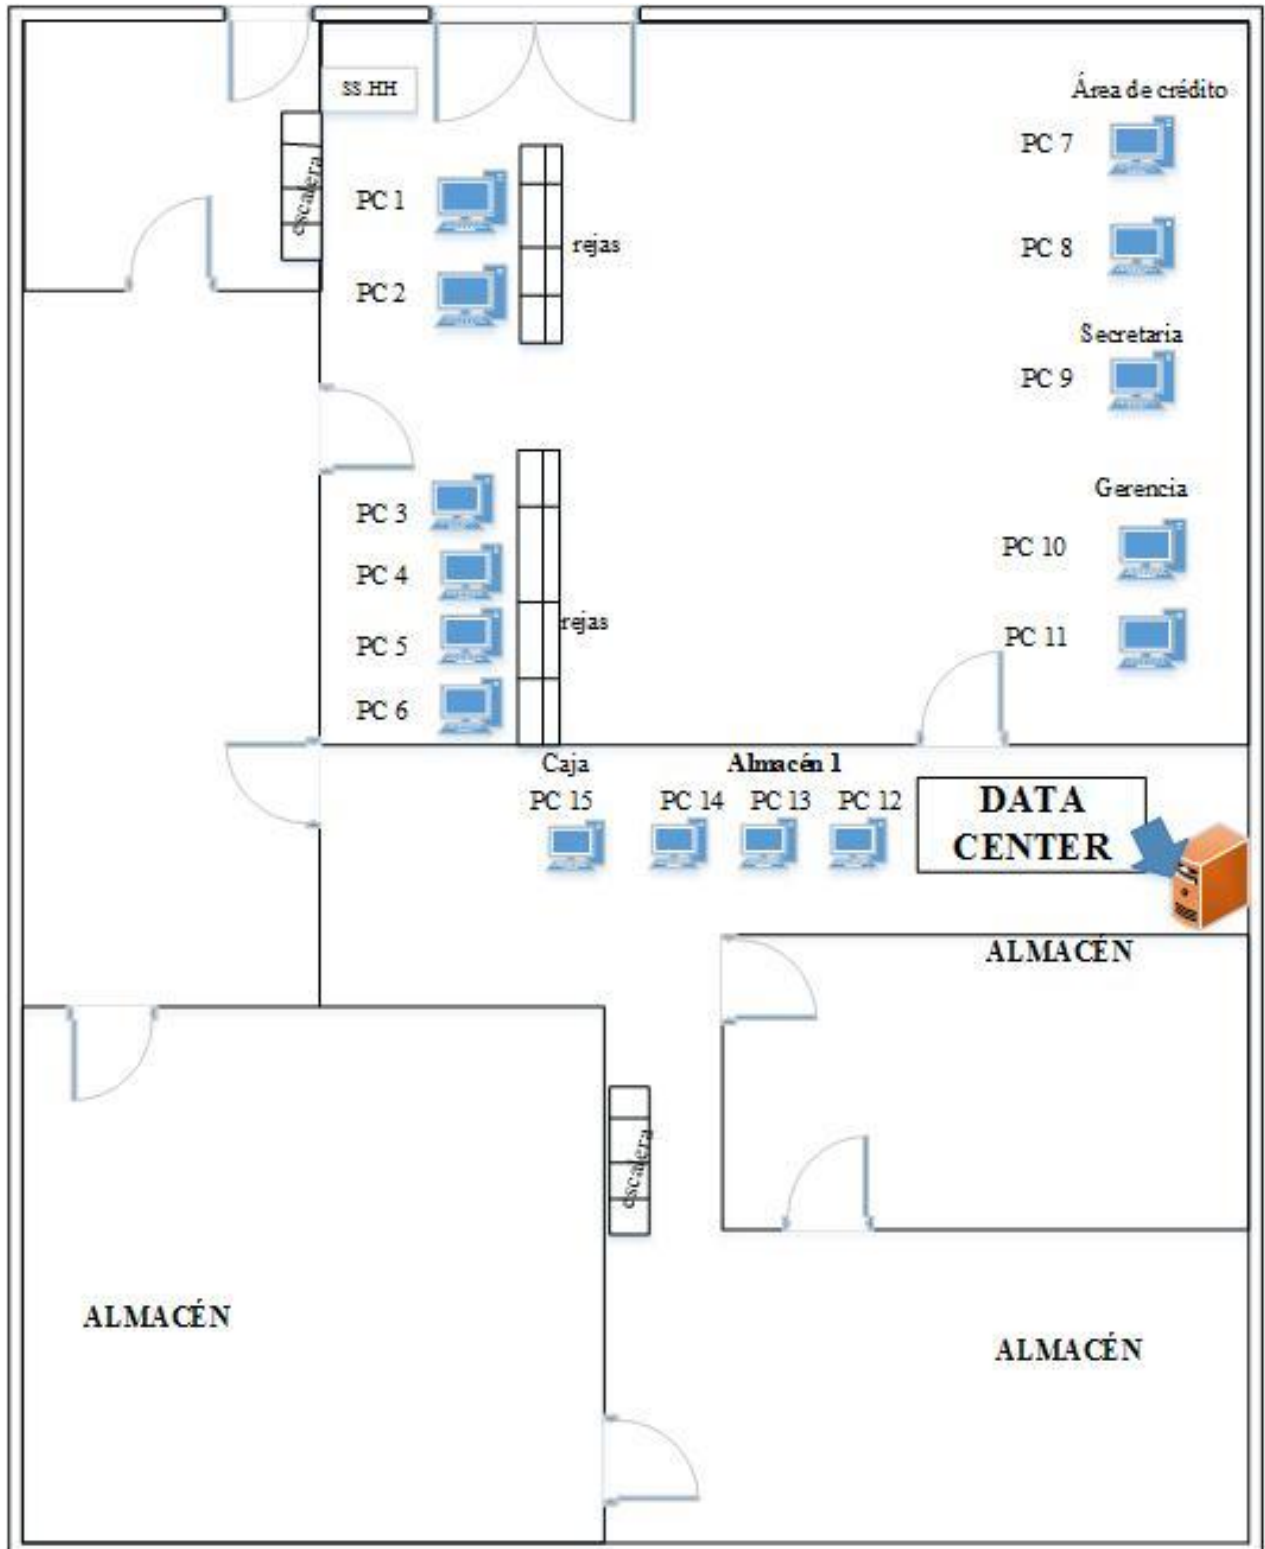 SS.HH
Área de crédito
PC 7
escalera
PC 1
rejas
PC 8
PC 2
Secretaria
PC 9
Gerencia
PC 3
PC 10
PC 4
rejas
PC 11
PC 5
PC 6
Caja
Almacén 1
PC 15
PC 14
PC 13
PC 12
DATA
CENTER
ALMACÉN
escalera
ALMACÉN
ALMACÉN